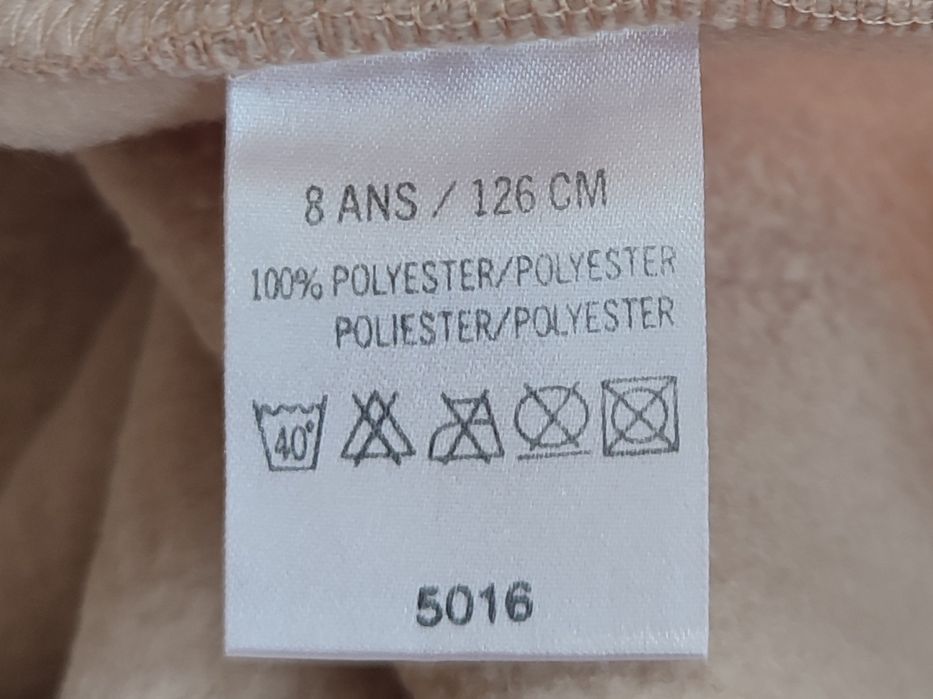 8 ANS / 126 CM
100% POLYESTER/POLYESTER
POLIESTER/POLYESTER
40°
5016